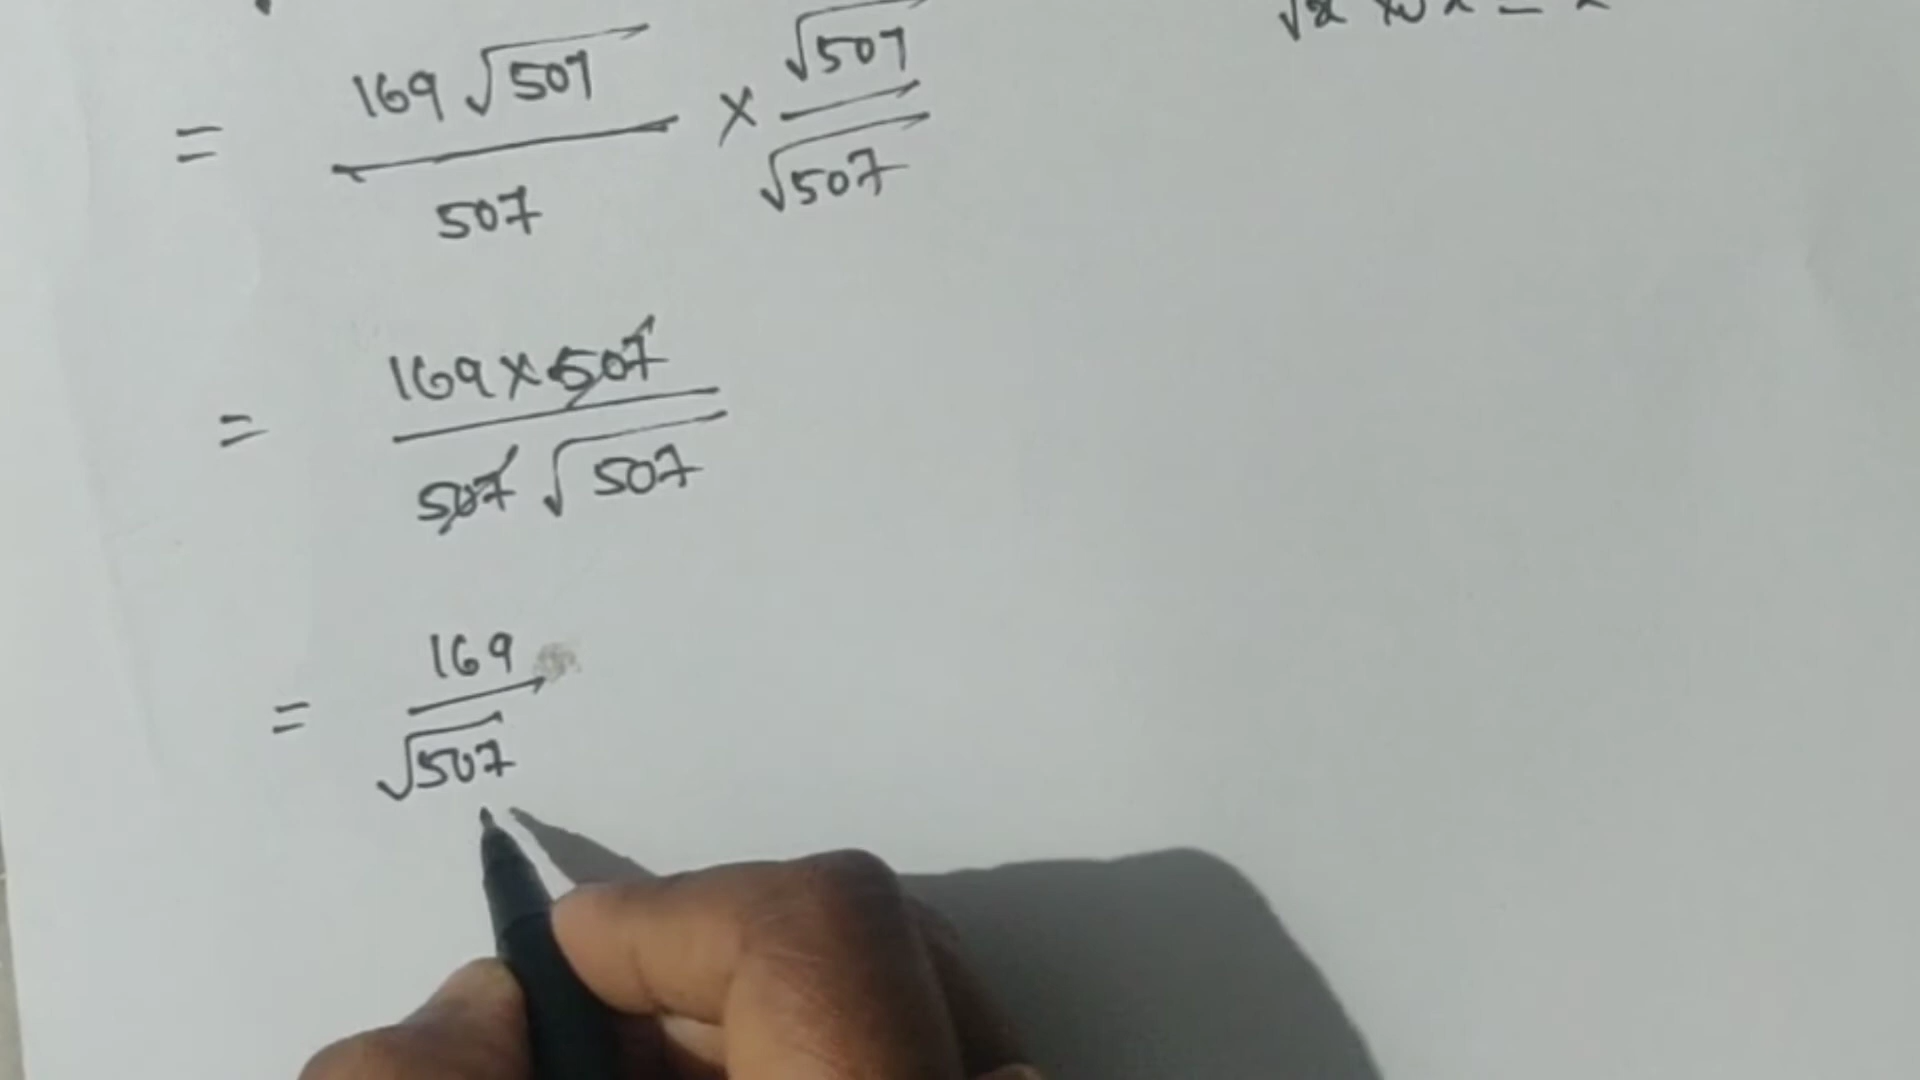 = 169√507 / 507 × √507 / √507
= 169×507 / 507 √507
= 169 / √507